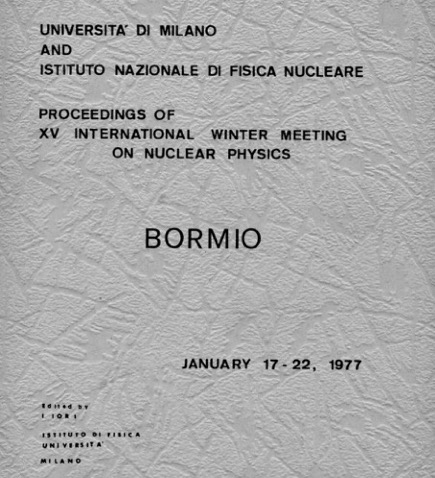 UNIVERSITA' DI MILANO
AND
ISTITUTO NAZIONALE DI FISICA NUCLEARE
PROCEEDINGS OF
XV INTERNATIONAL WINTER MEETING
ON NUCLEAR PHYSICS
BORMIO
JANUARY 17-22, 1977
Edited by
I IORI
ISTITUTO DI FISICA
UNIVERSITA'
MILANO